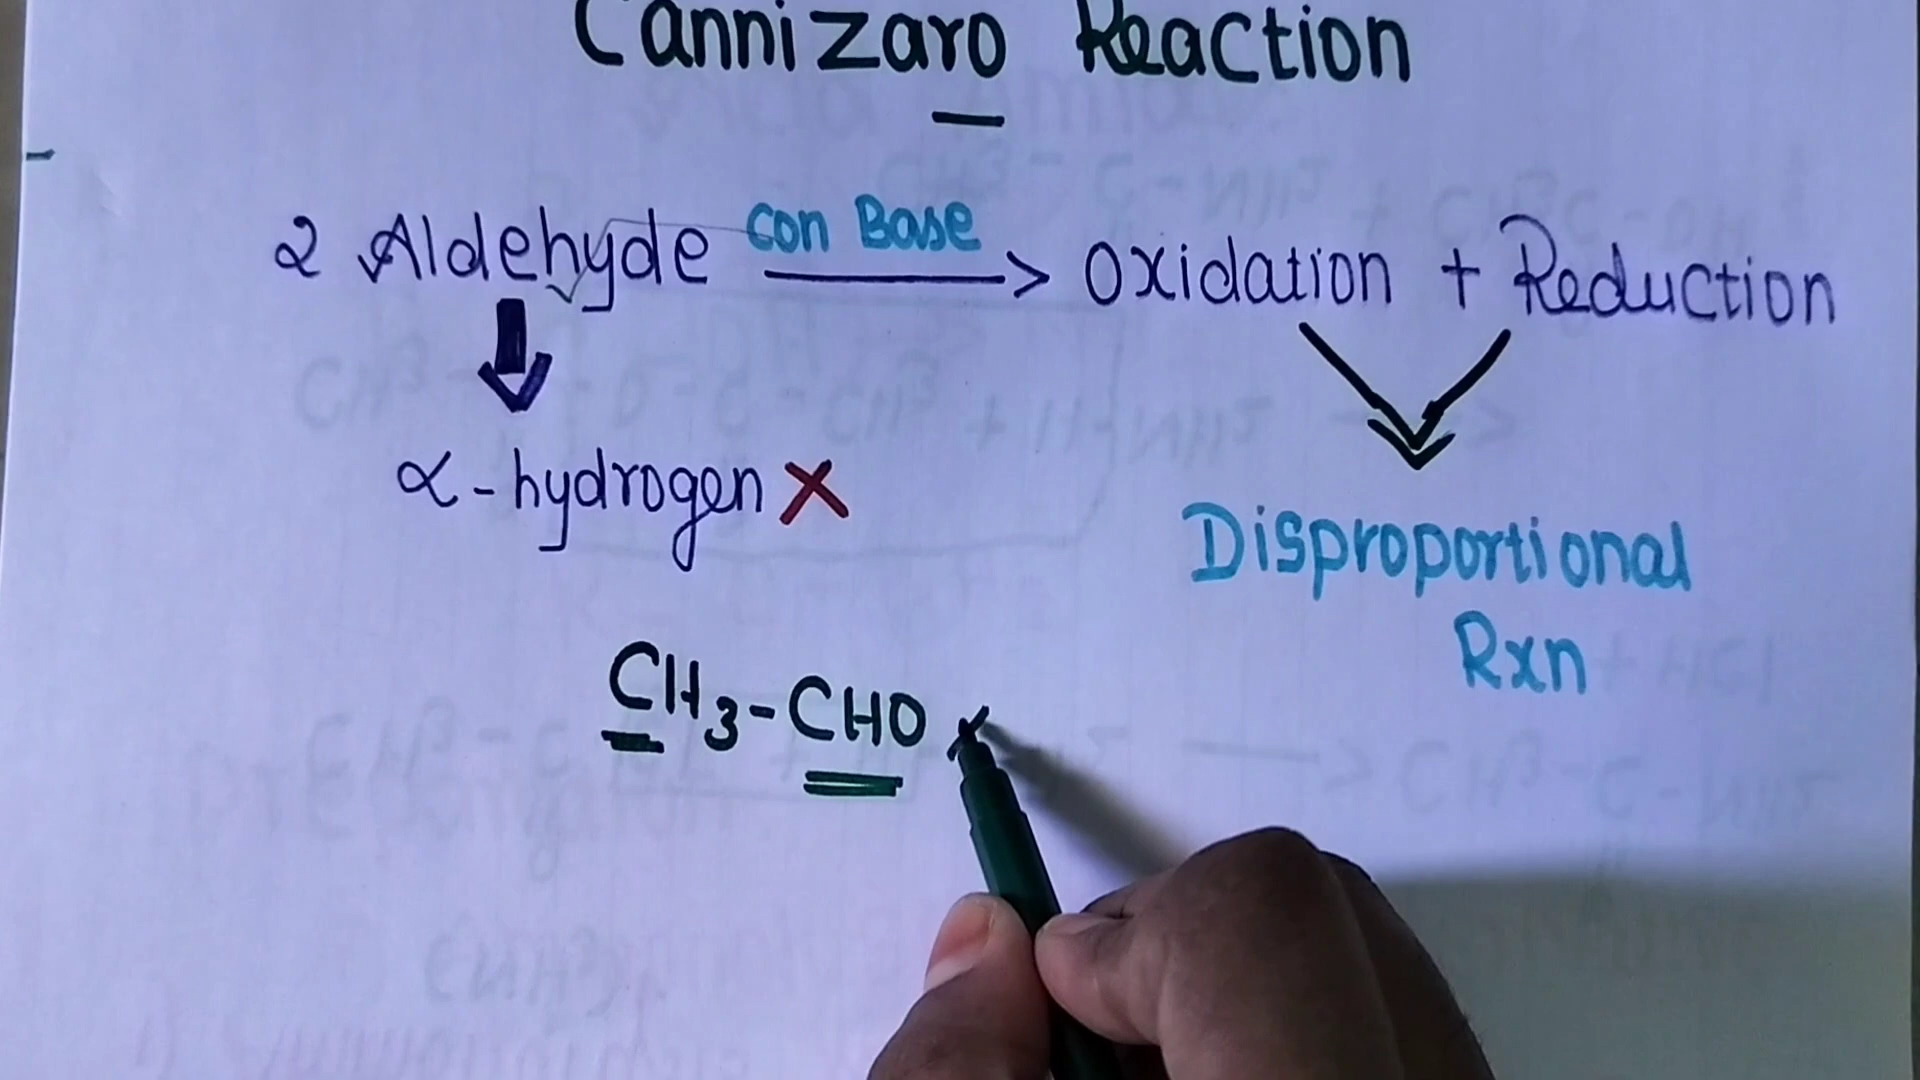 Cannizaro Reaction
2 Aldehyde con Base > Oxidation + Reduction
α-hydrogen X
Disproportional
Rxn
CH3-CHO